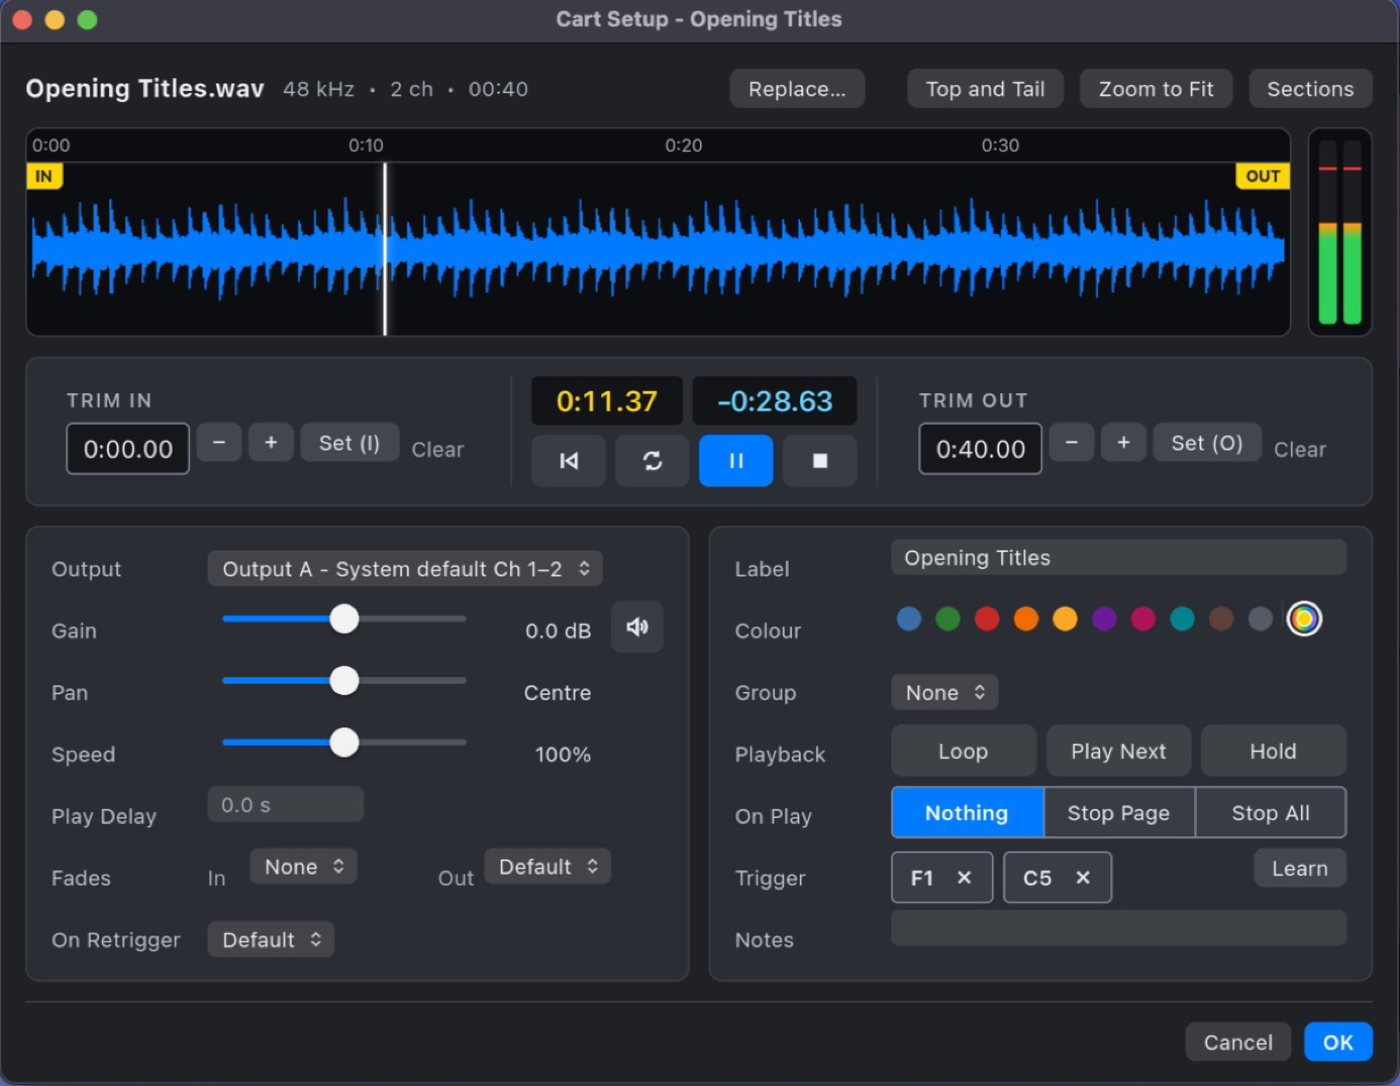 Cart Setup - Opening Titles
Opening Titles.wav 48 kHz • 2 ch • 00:40 Replace... Top and Tail Zoom to Fit Sections
0:00 0:10 0:20 0:30
IN OUT
TRIM IN 0:11.37 -0:28.63 TRIM OUT
0:00.00 − + Set (I) Clear 0:40.00 − + Set (O) Clear
Output Output A - System default Ch 1–2
Gain 0.0 dB
Pan Centre
Speed 100%
Play Delay 0.0 s
Fades In None Out Default
On Retrigger Default
Label Opening Titles
Colour
Group None
Playback Loop Play Next Hold
On Play Nothing Stop Page Stop All
Trigger F1 × C5 × Learn
Notes
Cancel OK